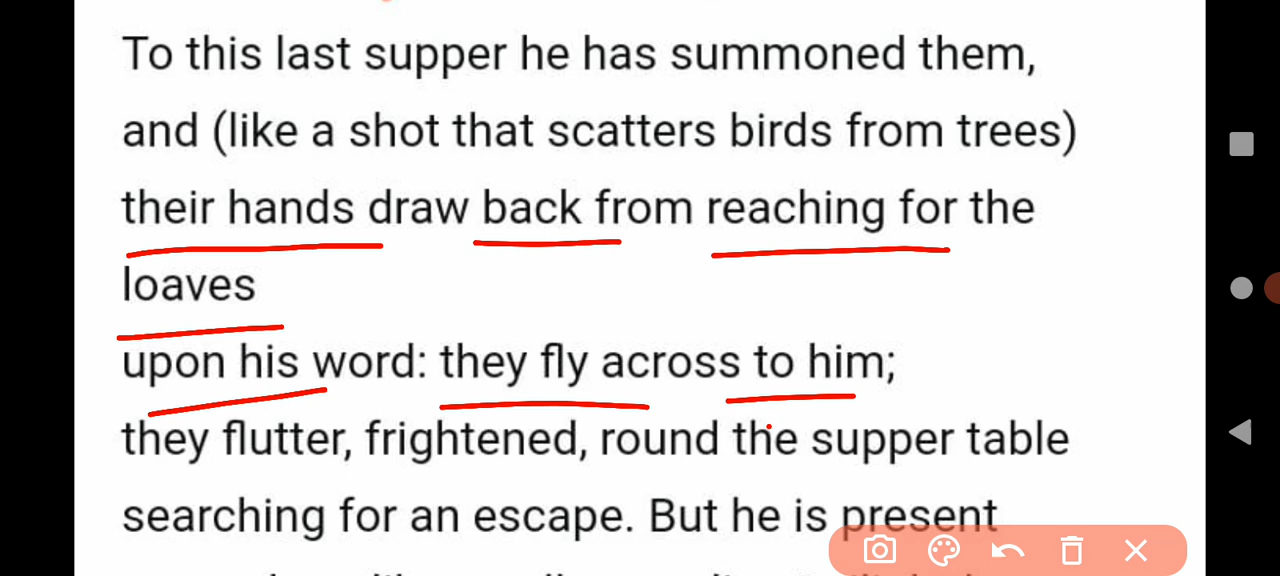 To this last supper he has summoned them,
and (like a shot that scatters birds from trees)
their hands draw back from reaching for the
loaves
upon his word: they fly across to him;
they flutter, frightened, round the supper table
searching for an escape. But he is present